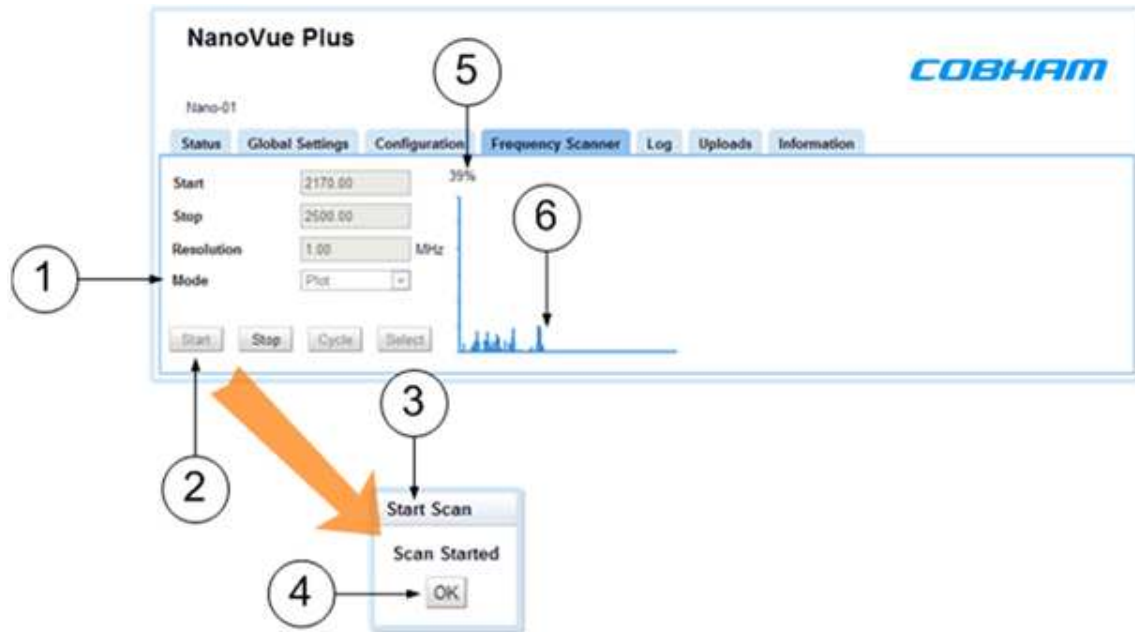 NanoVue Plus
COBHAM
5
Nano-01
Status Global Settings Configuration Frequency Scanner Log Uploads Information
Start 2170.00 39%
Stop 2500.00 6
Resolution 1.00 MHz
1 Mode Plot
Start Stop Cycle Select
3
2
Start Scan
Scan Started
4 OK